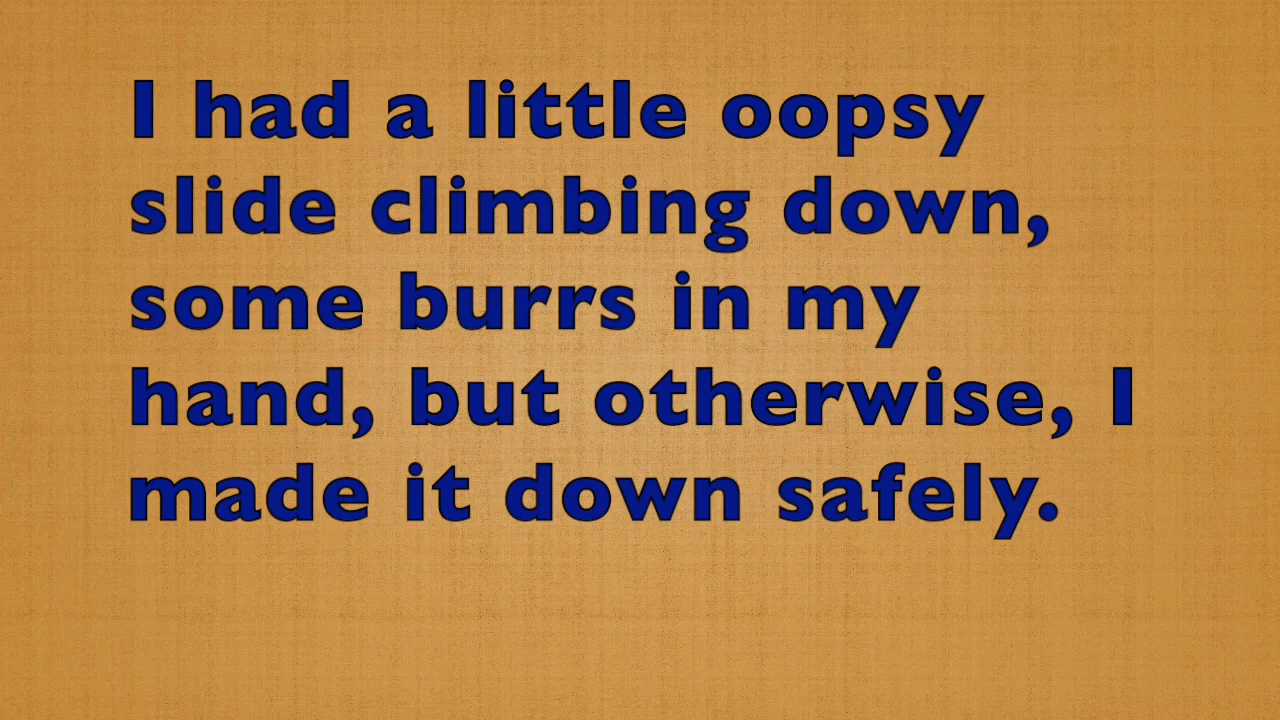 I had a little oopsy
slide climbing down,
some burrs in my
hand, but otherwise, I
made it down safely.